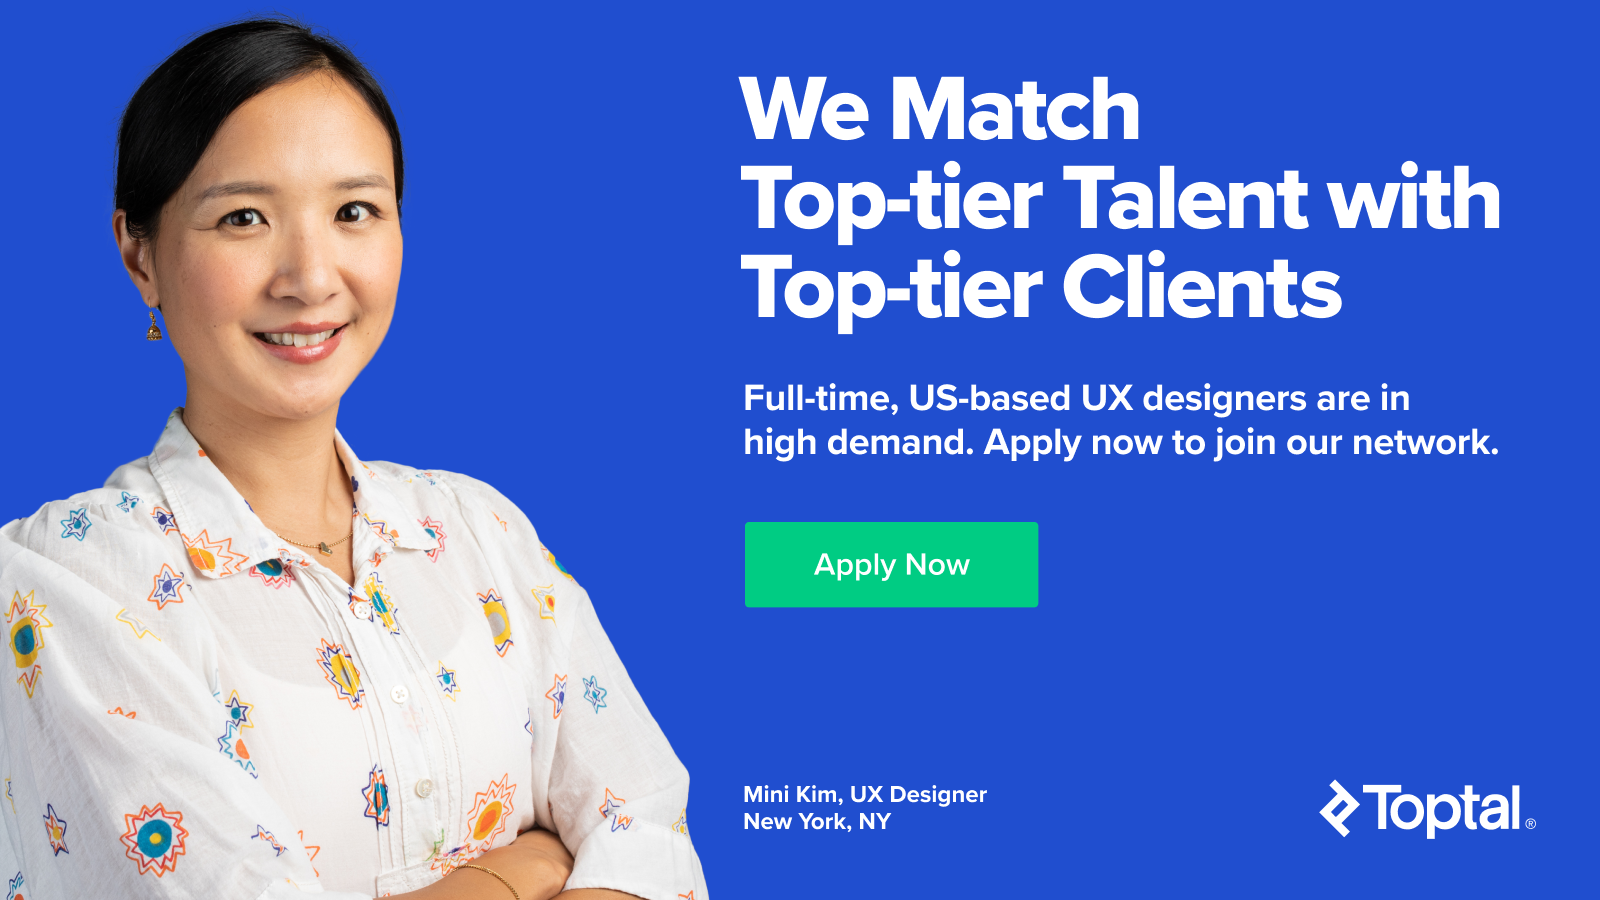 We Match
Top-tier Talent with
Top-tier Clients
Full-time, US-based UX designers are in
high demand. Apply now to join our network.
Apply Now
Mini Kim, UX Designer
New York, NY
Toptal®